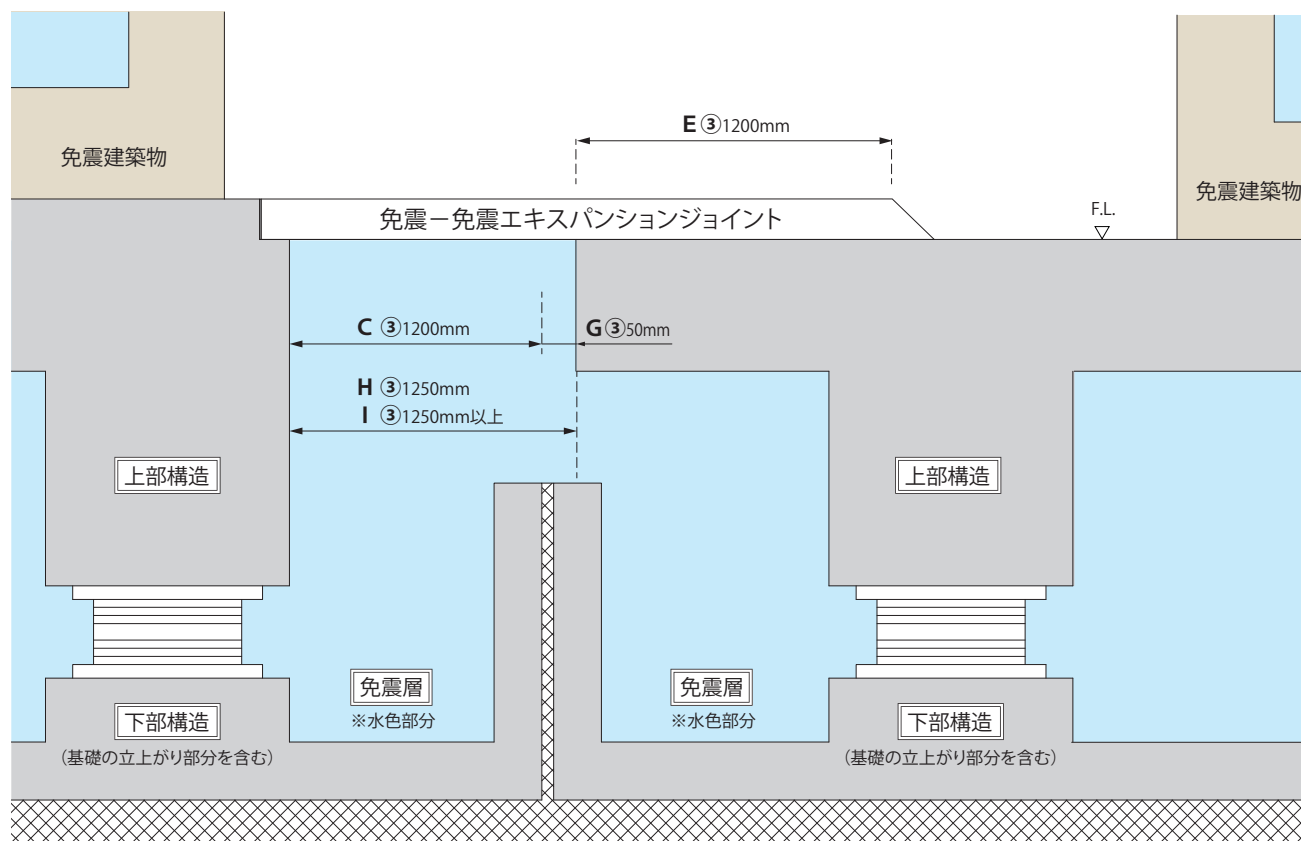 E ③1200mm
免震建築物
免震建築物
免震－免震エキスパンションジョイント
F.L.
C ③1200mm
G③50mm
H ③1250mm
I ③1250mm以上
上部構造
上部構造
免震層
※水色部分
免震層
※水色部分
下部構造
（基礎の立上がり部分を含む）
下部構造
（基礎の立上がり部分を含む）